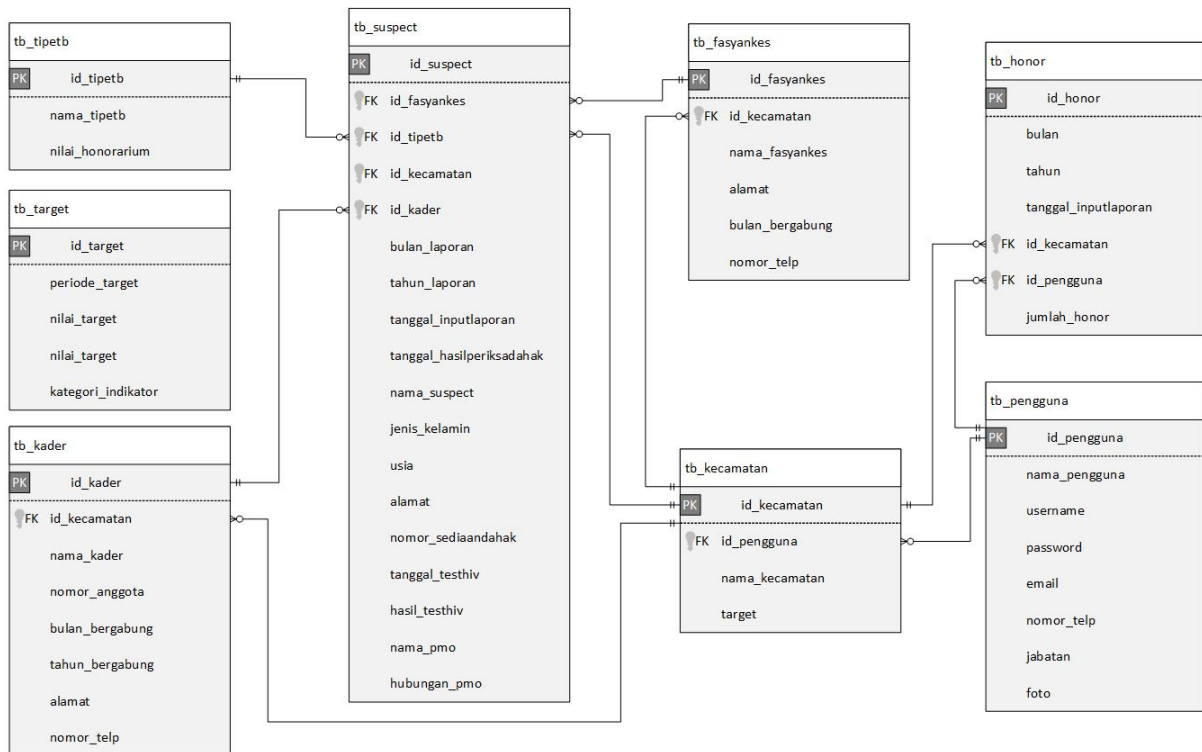 tb_tipetb
PK id_tipetb
nama_tipetb
nilai_honorarium
tb_target
PK id_target
periode_target
nilai_target
nilai_target
kategori_indikator
tb_kader
PK id_kader
FK id_kecamatan
nama_kader
nomor_anggota
bulan_bergabung
tahun_bergabung
alamat
nomor_telp
tb_suspect
PK id_suspect
FK id_fasyankes
FK id_tipetb
FK id_kecamatan
FK id_kader
bulan_laporan
tahun_laporan
tanggal_inputlaporan
tanggal_hasilperiksadahak
nama_suspect
jenis_kelamin
usia
alamat
nomor_sediaandahak
tanggal_testhiv
hasil_testhiv
nama_pmo
hubungan_pmo
tb_fasyankes
PK id_fasyankes
FK id_kecamatan
nama_fasyankes
alamat
bulan_bergabung
nomor_telp
tb_kecamatan
PK id_kecamatan
FK id_pengguna
nama_kecamatan
target
tb_honor
PK id_honor
bulan
tahun
tanggal_inputlaporan
FK id_kecamatan
FK id_pengguna
jumlah_honor
tb_pengguna
PK id_pengguna
nama_pengguna
username
password
email
nomor_telp
jabatan
foto